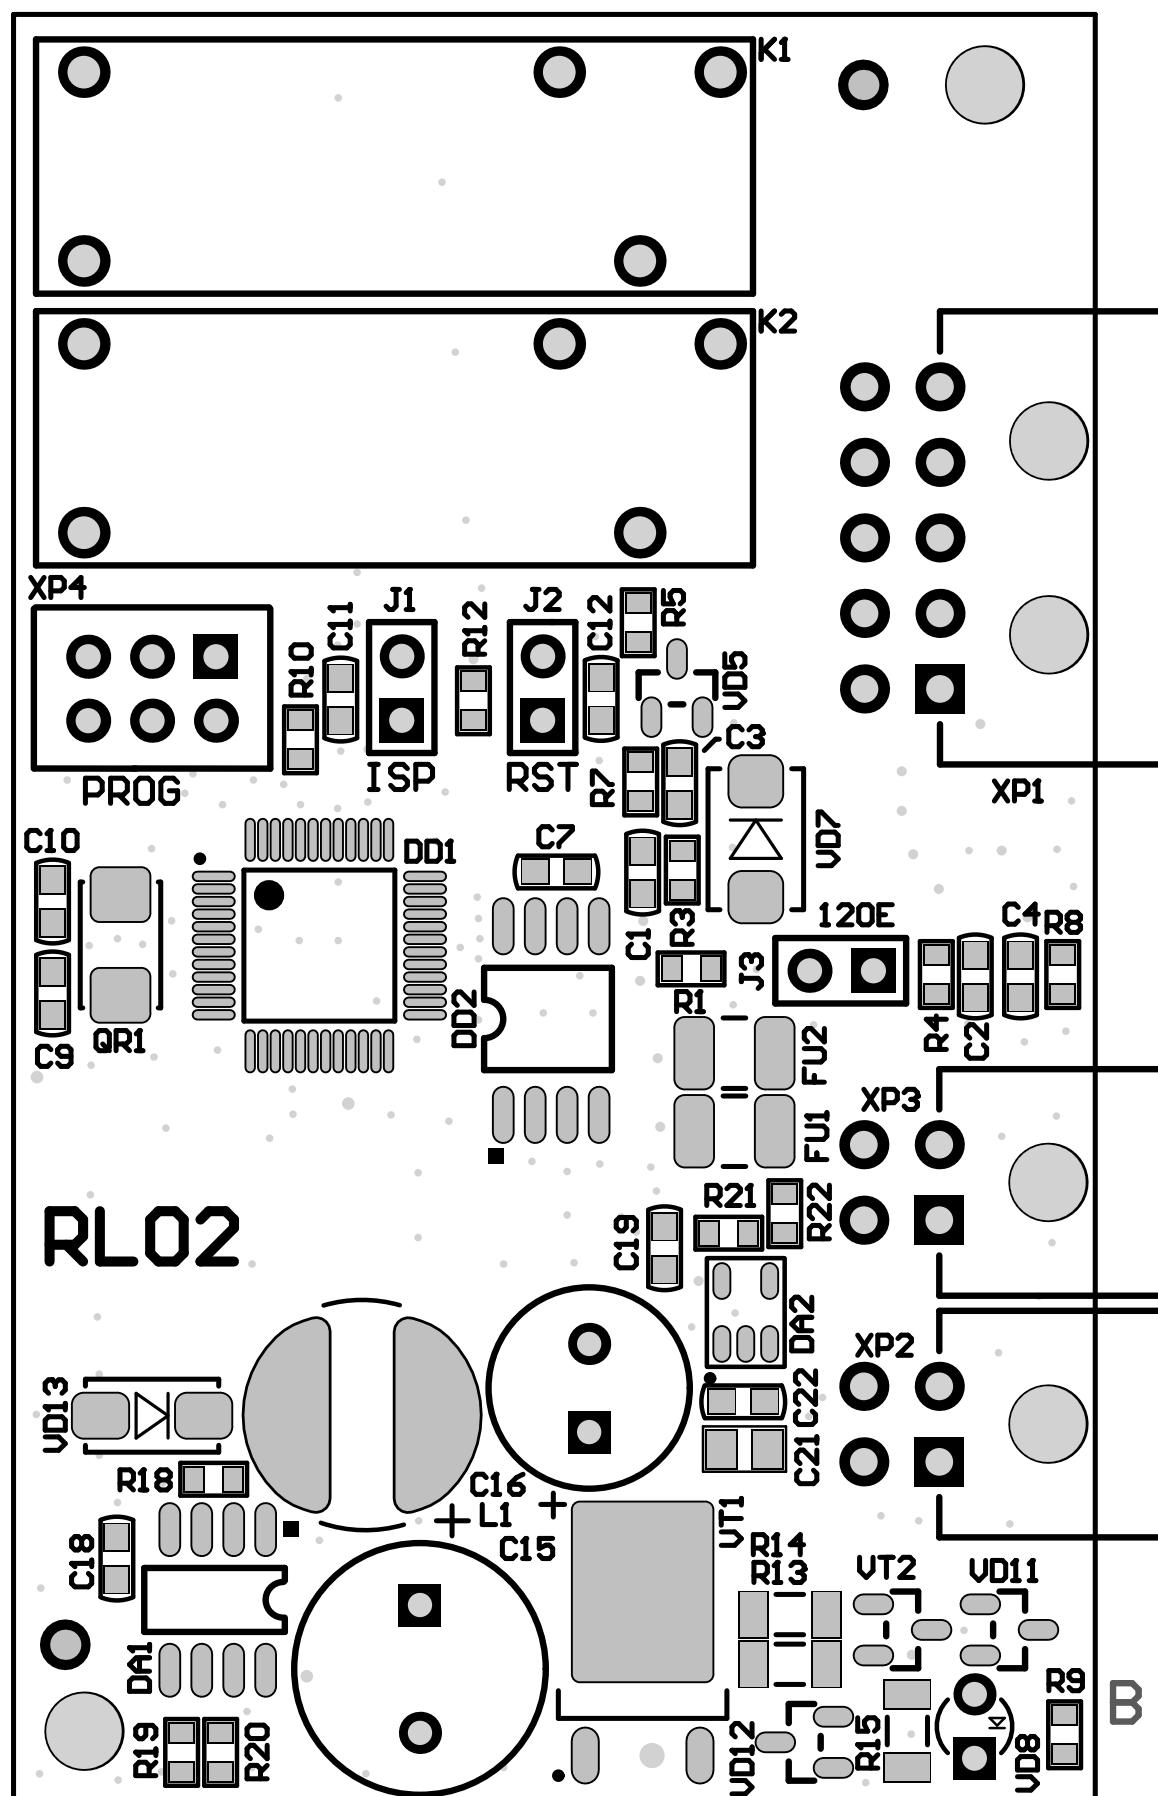 K1
K2
XP4
J1
J2
R12
C11
R10
C12
R5
VD5
PROG
ISP
RST
R7
C3
XP1
C10
DD1
C7
VD7
C1
R3
120E
C4
R8
J3
R1
DD2
QR1
C9
R4
C2
FU2
FU1
XP3
R21
R22
RL02
C19
DA2
XP2
VD13
C22
C21
R18
C16
L1
C15
VT1
R14
R13
VT2
VD11
C18
DA1
R9
B
R19
R20
VD12
R15
VD8